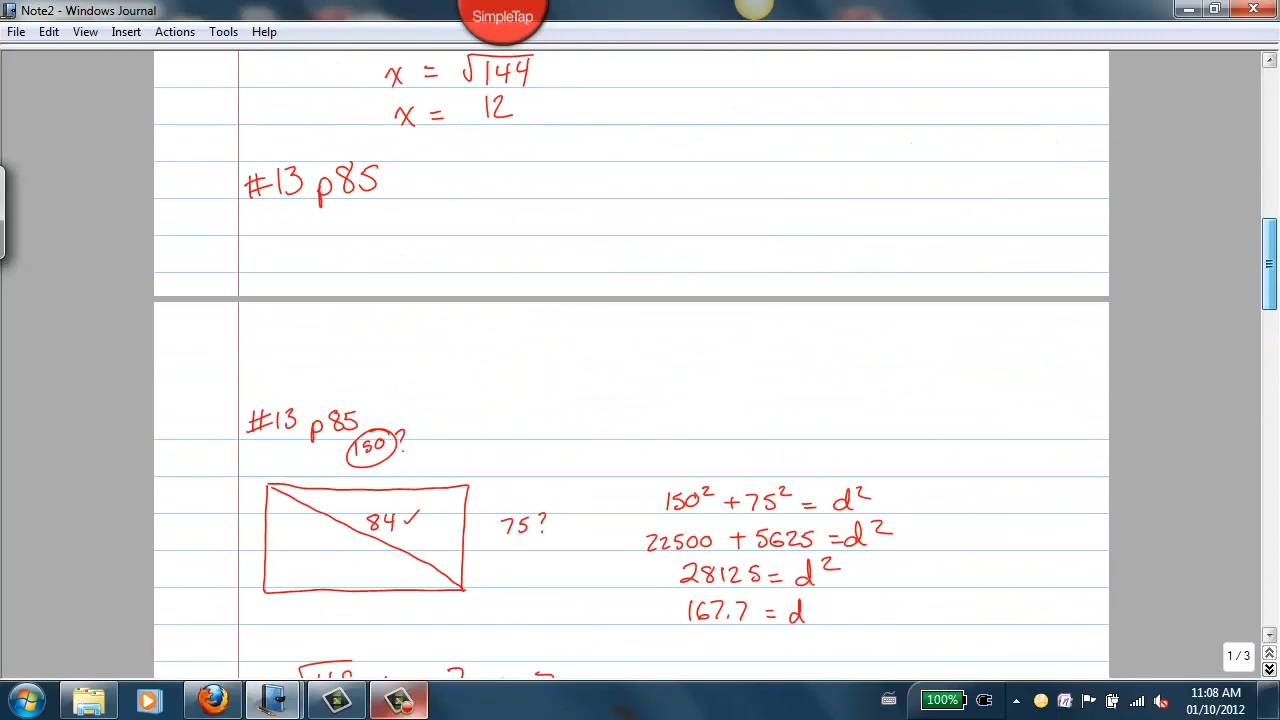 Note2 - Windows Journal
SimpleTap
File Edit View Insert Actions Tools Help
x = √144
x = 12
#13 p85
#13 p85
150?
84 ✓
75?
150² + 75² = d²
22500 + 5625 = d²
28125 = d²
167.7 = d
1 / 3
100%
11:08 AM
01/10/2012